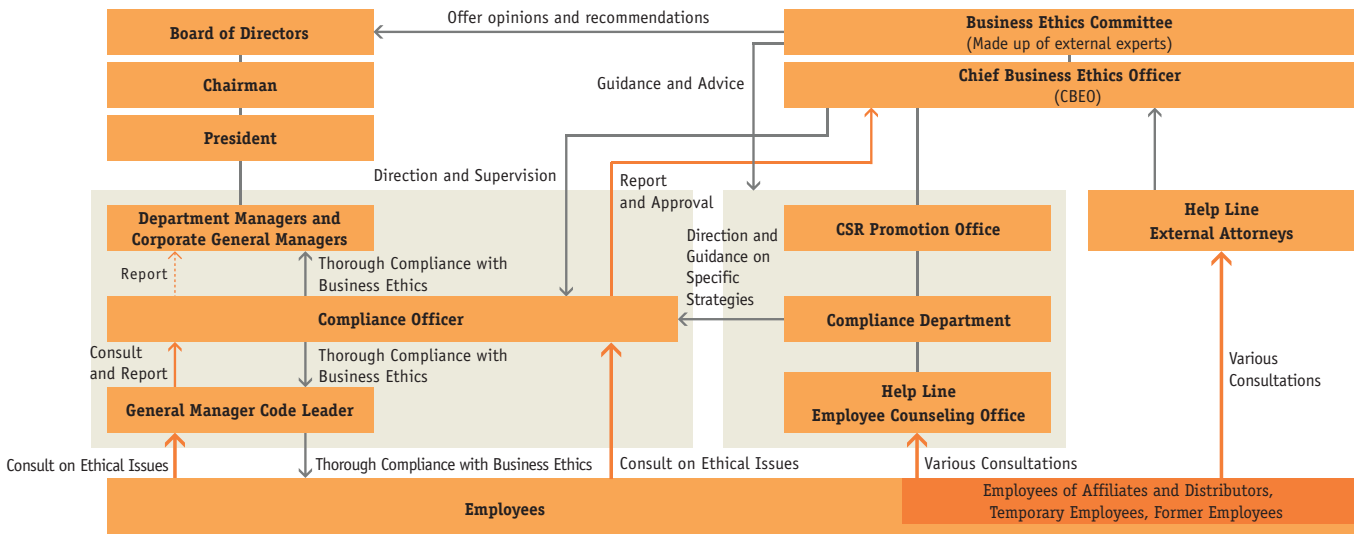 Board of Directors
Offer opinions and recommendations
Business Ethics Committee
(Made up of external experts)
Chairman
Guidance and Advice
Chief Business Ethics Officer
(CBEO)
President
Direction and Supervision
Report
and Approval
Department Managers and
Corporate General Managers
Direction and
Guidance on
Specific
Strategies
CSR Promotion Office
Help Line
External Attorneys
Report
Thorough Compliance with
Business Ethics
Compliance Officer
Compliance Department
Consult
and Report
Thorough Compliance with
Business Ethics
Various
Consultations
General Manager Code Leader
Help Line
Employee Counseling Office
Consult on Ethical Issues
Thorough Compliance with Business Ethics
Consult on Ethical Issues
Various Consultations
Employees
Employees of Affiliates and Distributors,
Temporary Employees, Former Employees